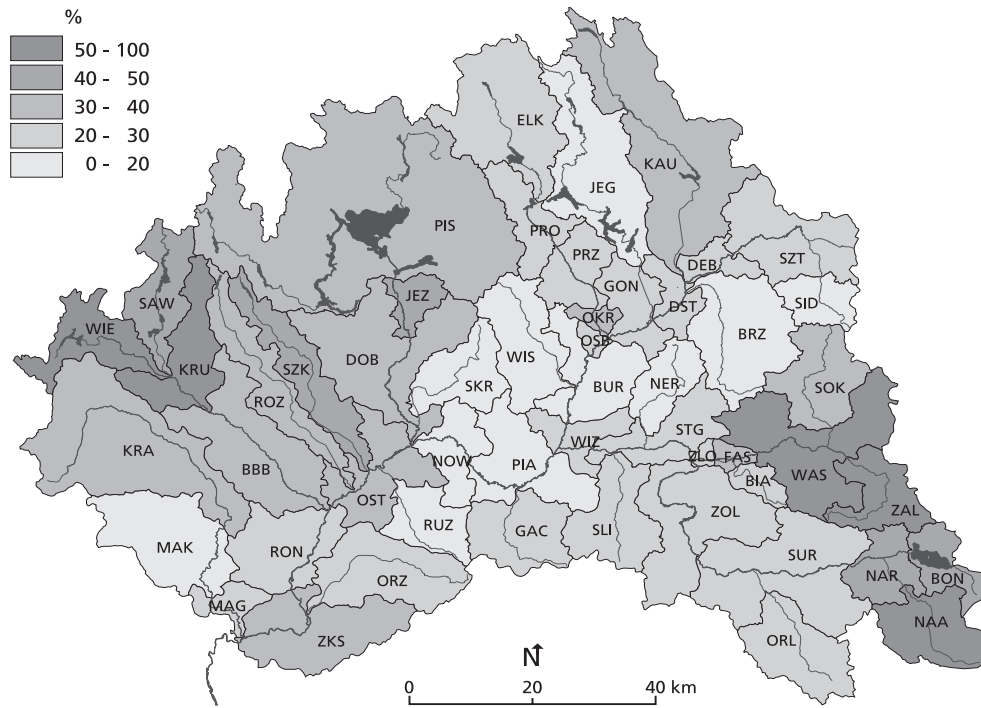 %
50 - 100
40 - 50
30 - 40
20 - 30
0 - 20
ELK
KAU
JEG
PIS
PRO
PRZ
DEB
SZT
GON
JEZ
SAW
DST
SID
OKR
WIE
OSB
BRZ
WIS
DOB
KRU
SZK
SKR
BUR
NER
SOK
ROZ
STG
WIZ
KRA
ZLO
FAS
NOW
PIA
BBB
WAS
BIA
OST
ZOL
ZAL
RUZ
GAC
SLI
MAK
RON
SUR
ORZ
NAR
BON
MAG
NAA
ZKS
ORL
N
0 20 40 km